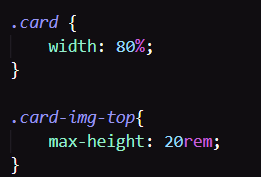 .card {
    width: 80%;
}

.card-img-top{
    max-height: 20rem;
}